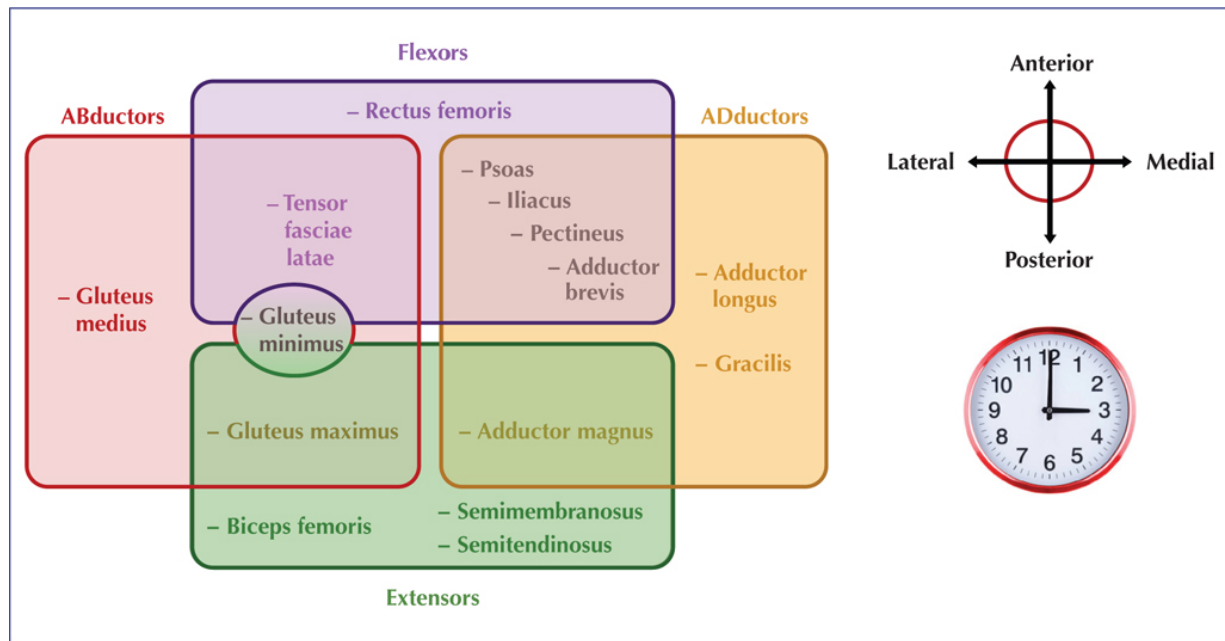 Flexors
– Rectus femoris
ABductors
ADductors
– Psoas
– Iliacus
– Pectineus
– Adductor
brevis
– Tensor
fasciae
latae
– Gluteus
medius
– Gluteus
minimus
– Adductor
longus
– Gracilis
– Gluteus maximus
– Adductor magnus
– Biceps femoris
– Semimembranosus
– Semitendinosus
Extensors
Anterior
Lateral
Medial
Posterior
12
1
2
3
4
5
6
7
8
9
10
11